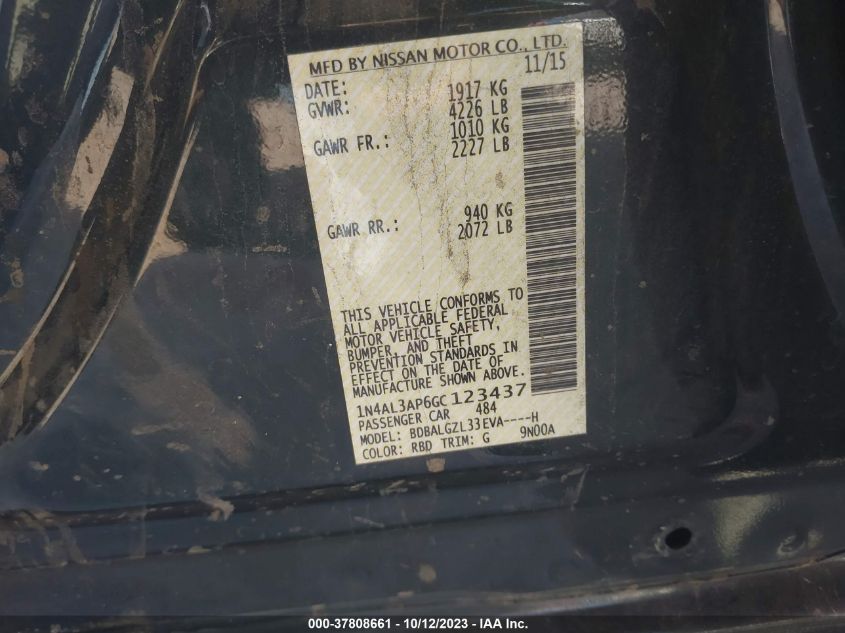 MFD BY NISSAN MOTOR CO., LTD.
DATE: 11/15
GVWR: 1917 KG
4226 LB
GAWR FR.: 1010 KG
2227 LB
GAWR RR.: 940 KG
2072 LB
THIS VEHICLE CONFORMS TO
ALL APPLICABLE FEDERAL
MOTOR VEHICLE SAFETY,
BUMPER, AND THEFT
PREVENTION STANDARDS IN
EFFECT ON THE DATE OF
MANUFACTURE SHOWN ABOVE.
1N4AL3AP6GC 123437
PASSENGER CAR 484
MODEL: BDBALGZL33EVA----H
COLOR: RBD TRIM: G 9N00A
000-37808661 - 10/12/2023 - IAA Inc.